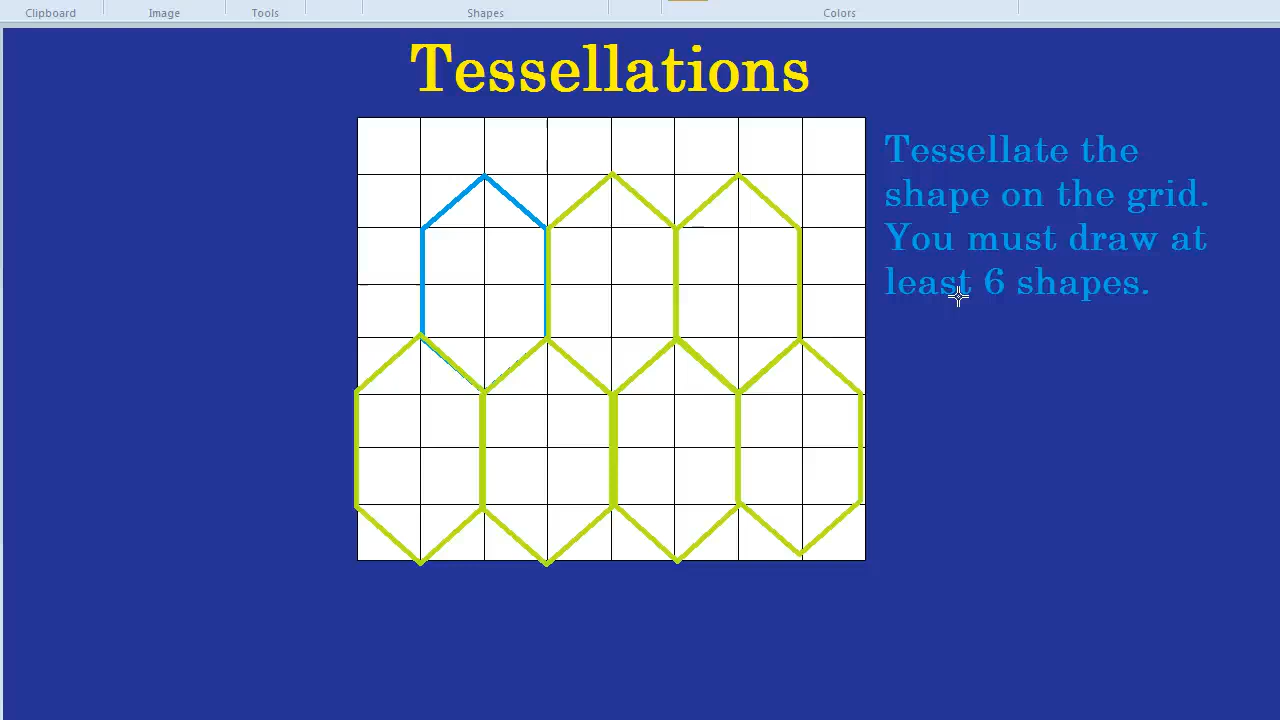 Clipboard Image Tools Shapes Colors
Tessellations
Tessellate the
shape on the grid.
You must draw at
least 6 shapes.